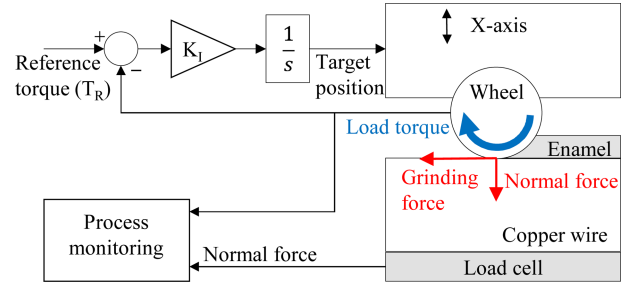 X-axis
+
K_I
1
s
−
Reference
torque (T_R)
Target
position
Wheel
Load torque
Enamel
Grinding
force
Normal force
Process
monitoring
Copper wire
Normal force
Load cell